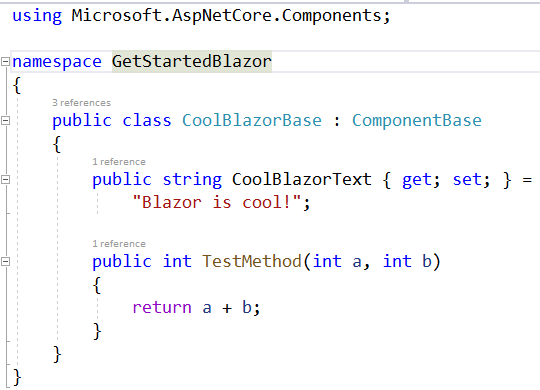 using Microsoft.AspNetCore.Components;
namespace GetStartedBlazor
{
3 references
public class CoolBlazorBase : ComponentBase
{
1 reference
public string CoolBlazorText { get; set; } =
"Blazor is cool!";
1 reference
public int TestMethod(int a, int b)
{
return a + b;
}
}
}